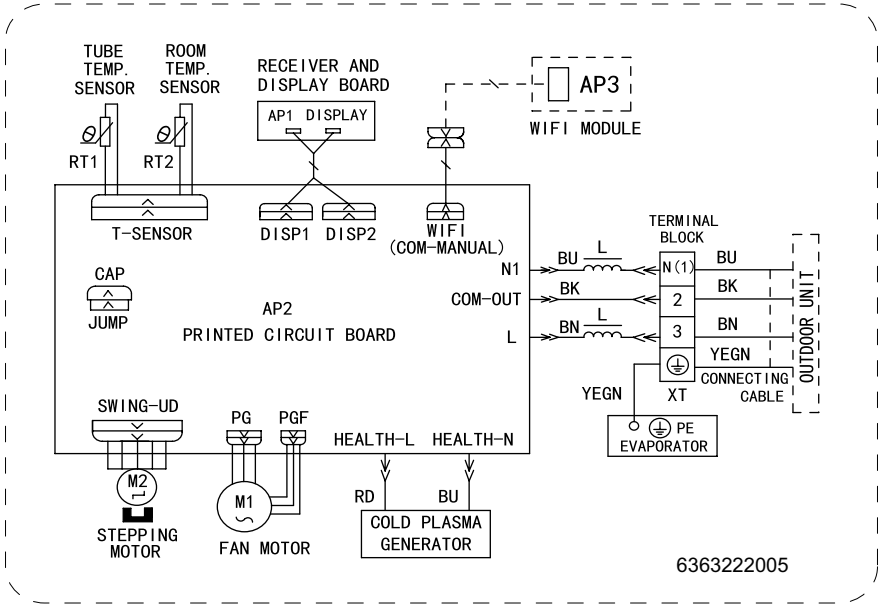 TUBE
TEMP.
SENSOR
ROOM
TEMP.
SENSOR
RECEIVER AND
DISPLAY BOARD
AP1 DISPLAY
AP3
WIFI MODULE
RT1
RT2
T-SENSOR
DISP1
DISP2
WIFI
(COM-MANUAL)
TERMINAL
BLOCK
CAP
JUMP
AP2
PRINTED CIRCUIT BOARD
N1
BU
L
N(1)
BU
COM-OUT
BK
2
BK
L
BN
L
3
BN
YEGN
XT
CONNECTING
CABLE
OUTDOOR UNIT
YEGN
PE
EVAPORATOR
SWING-UD
PG
PGF
HEALTH-L
HEALTH-N
M2
STEPPING
MOTOR
M1
FAN MOTOR
RD
BU
COLD PLASMA
GENERATOR
6363222005